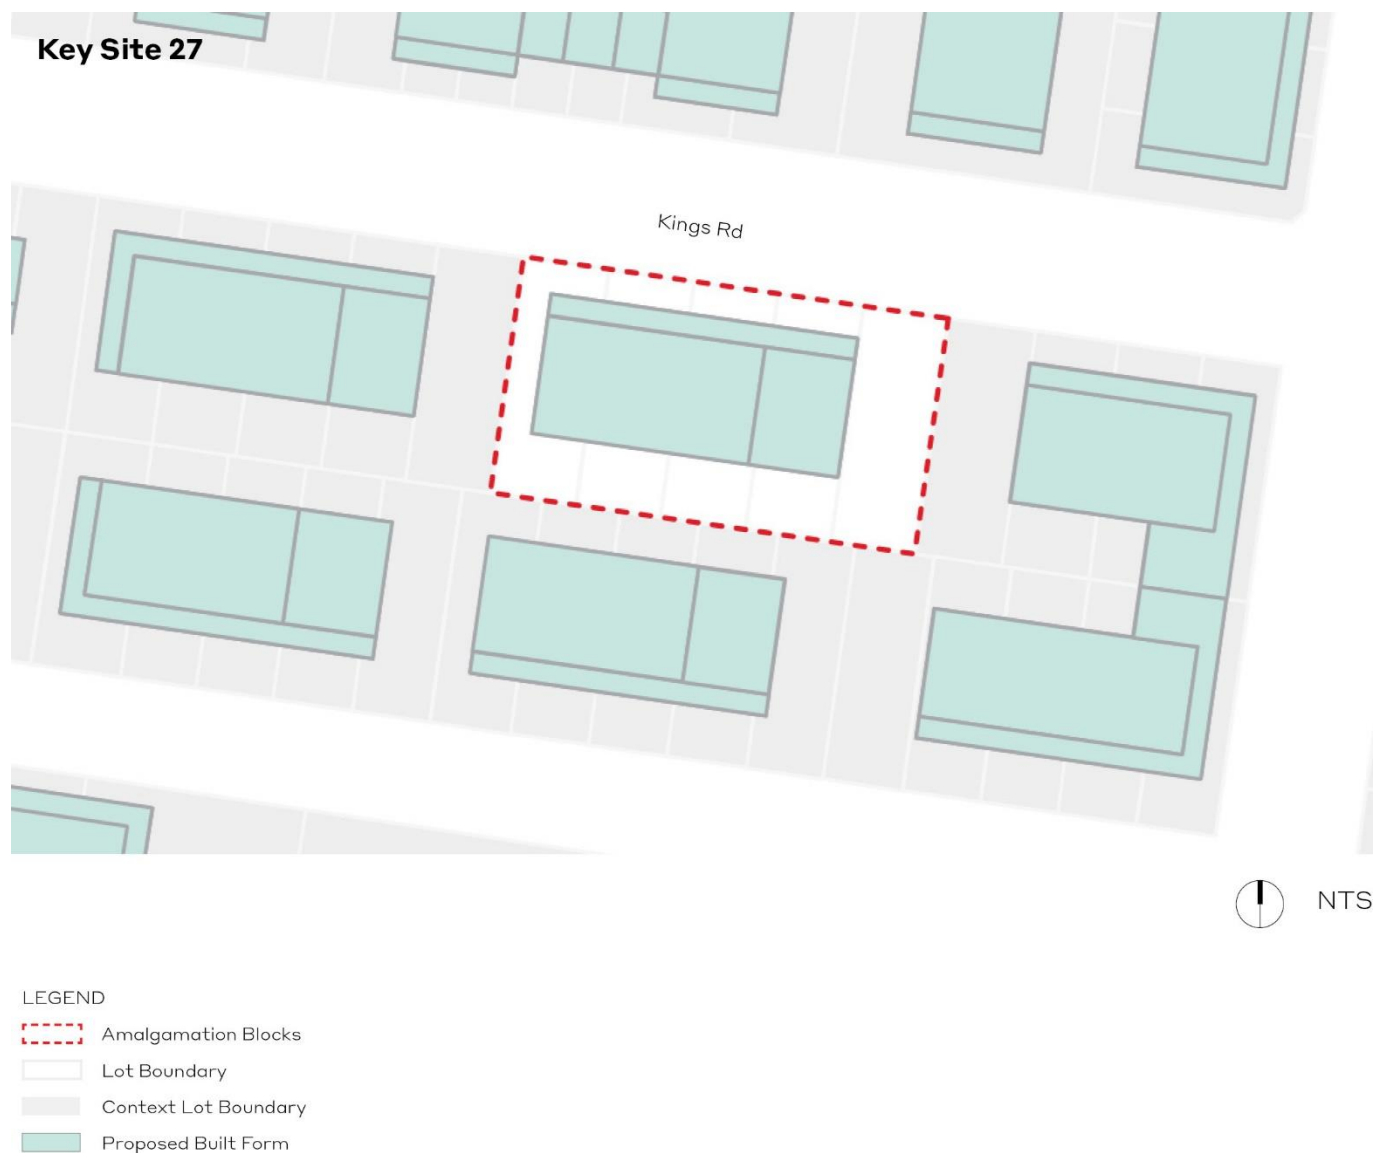 Key Site 27
Kings Rd
NTS
LEGEND
Amalgamation Blocks
Lot Boundary
Context Lot Boundary
Proposed Built Form